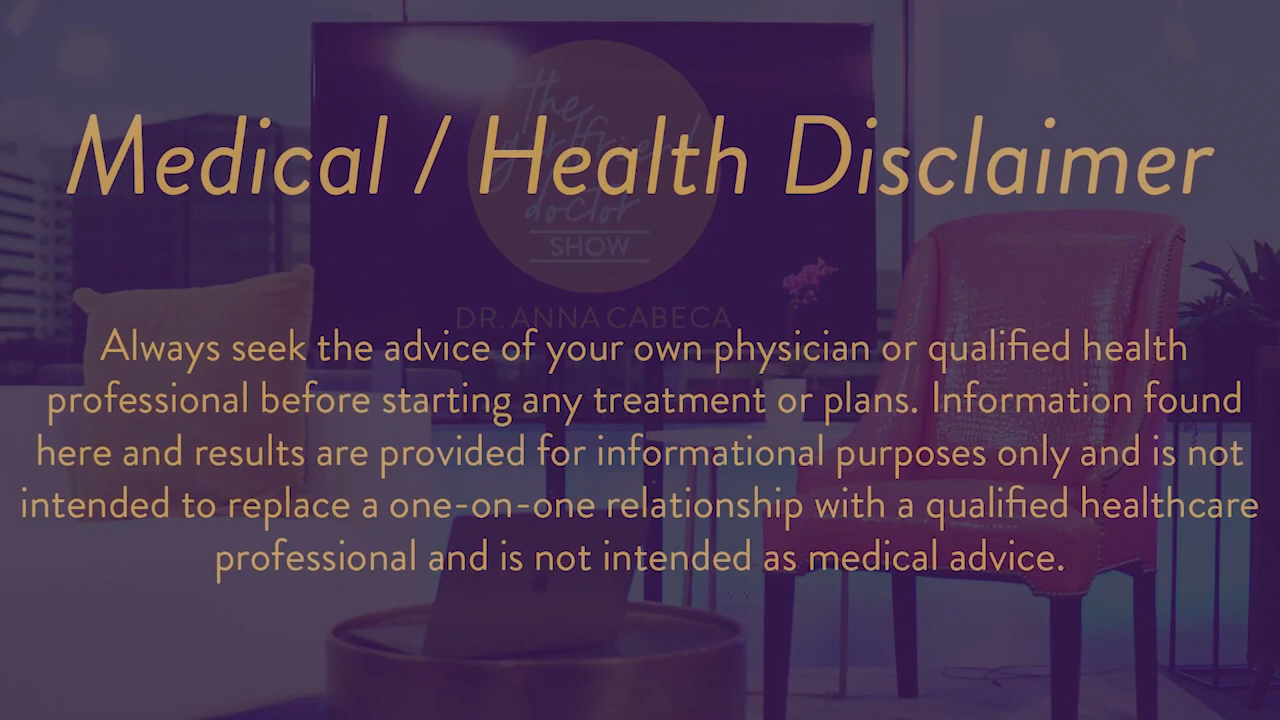 Medical / Health Disclaimer
the
girlfriend
doctor
SHOW
DR. ANNA CABECA
Always seek the advice of your own physician or qualified health
professional before starting any treatment or plans. Information found
here and results are provided for informational purposes only and is not
intended to replace a one-on-one relationship with a qualified healthcare
professional and is not intended as medical advice.